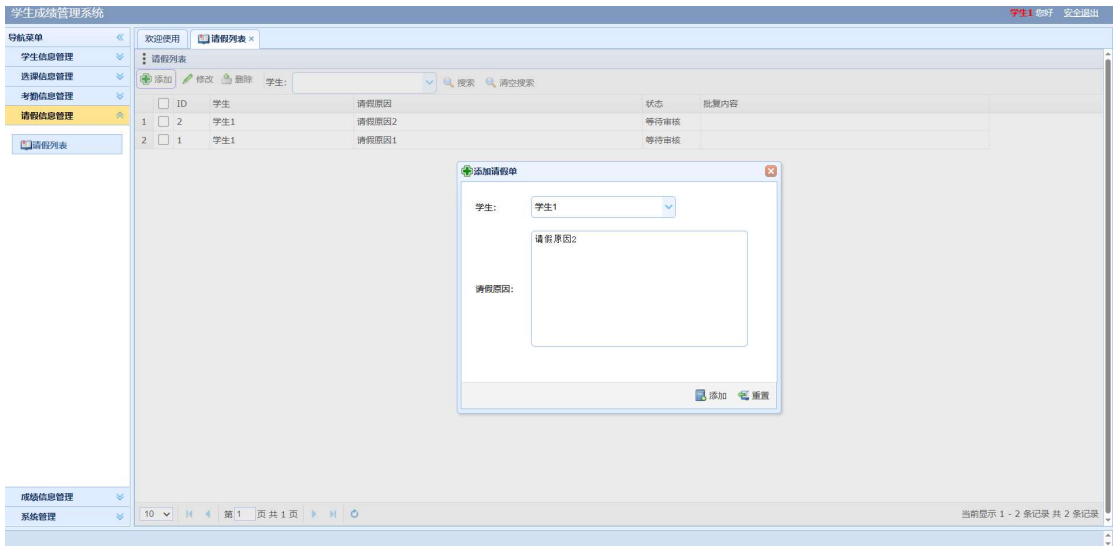 学生成绩管理系统
学生1 您好 安全退出
导航菜单
学生信息管理
选课信息管理
考勤信息管理
请假信息管理
请假列表
成绩信息管理
系统管理
欢迎使用 请假列表 ×
请假列表
添加 修改 删除 学生: 搜索 清空搜索
ID 学生 请假原因 状态 批复内容
1 2 学生1 请假原因2 等待审核
2 1 学生1 请假原因1 等待审核
添加请假单
学生: 学生1
请假原因: 请假原因2
添加 重置
10 第 1 页 共 1 页 当前显示 1 - 2 条记录 共 2 条记录